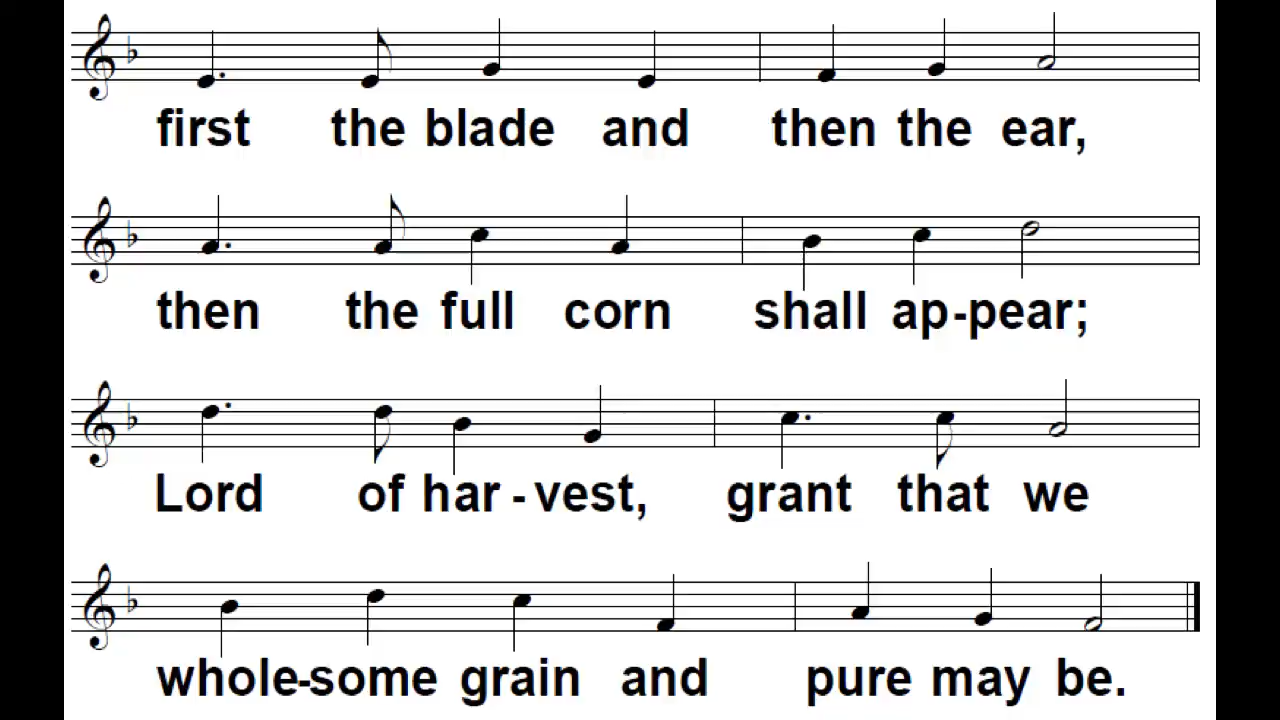 first the blade and then the ear,
then the full corn shall ap-pear;
Lord of har-vest, grant that we
whole-some grain and pure may be.